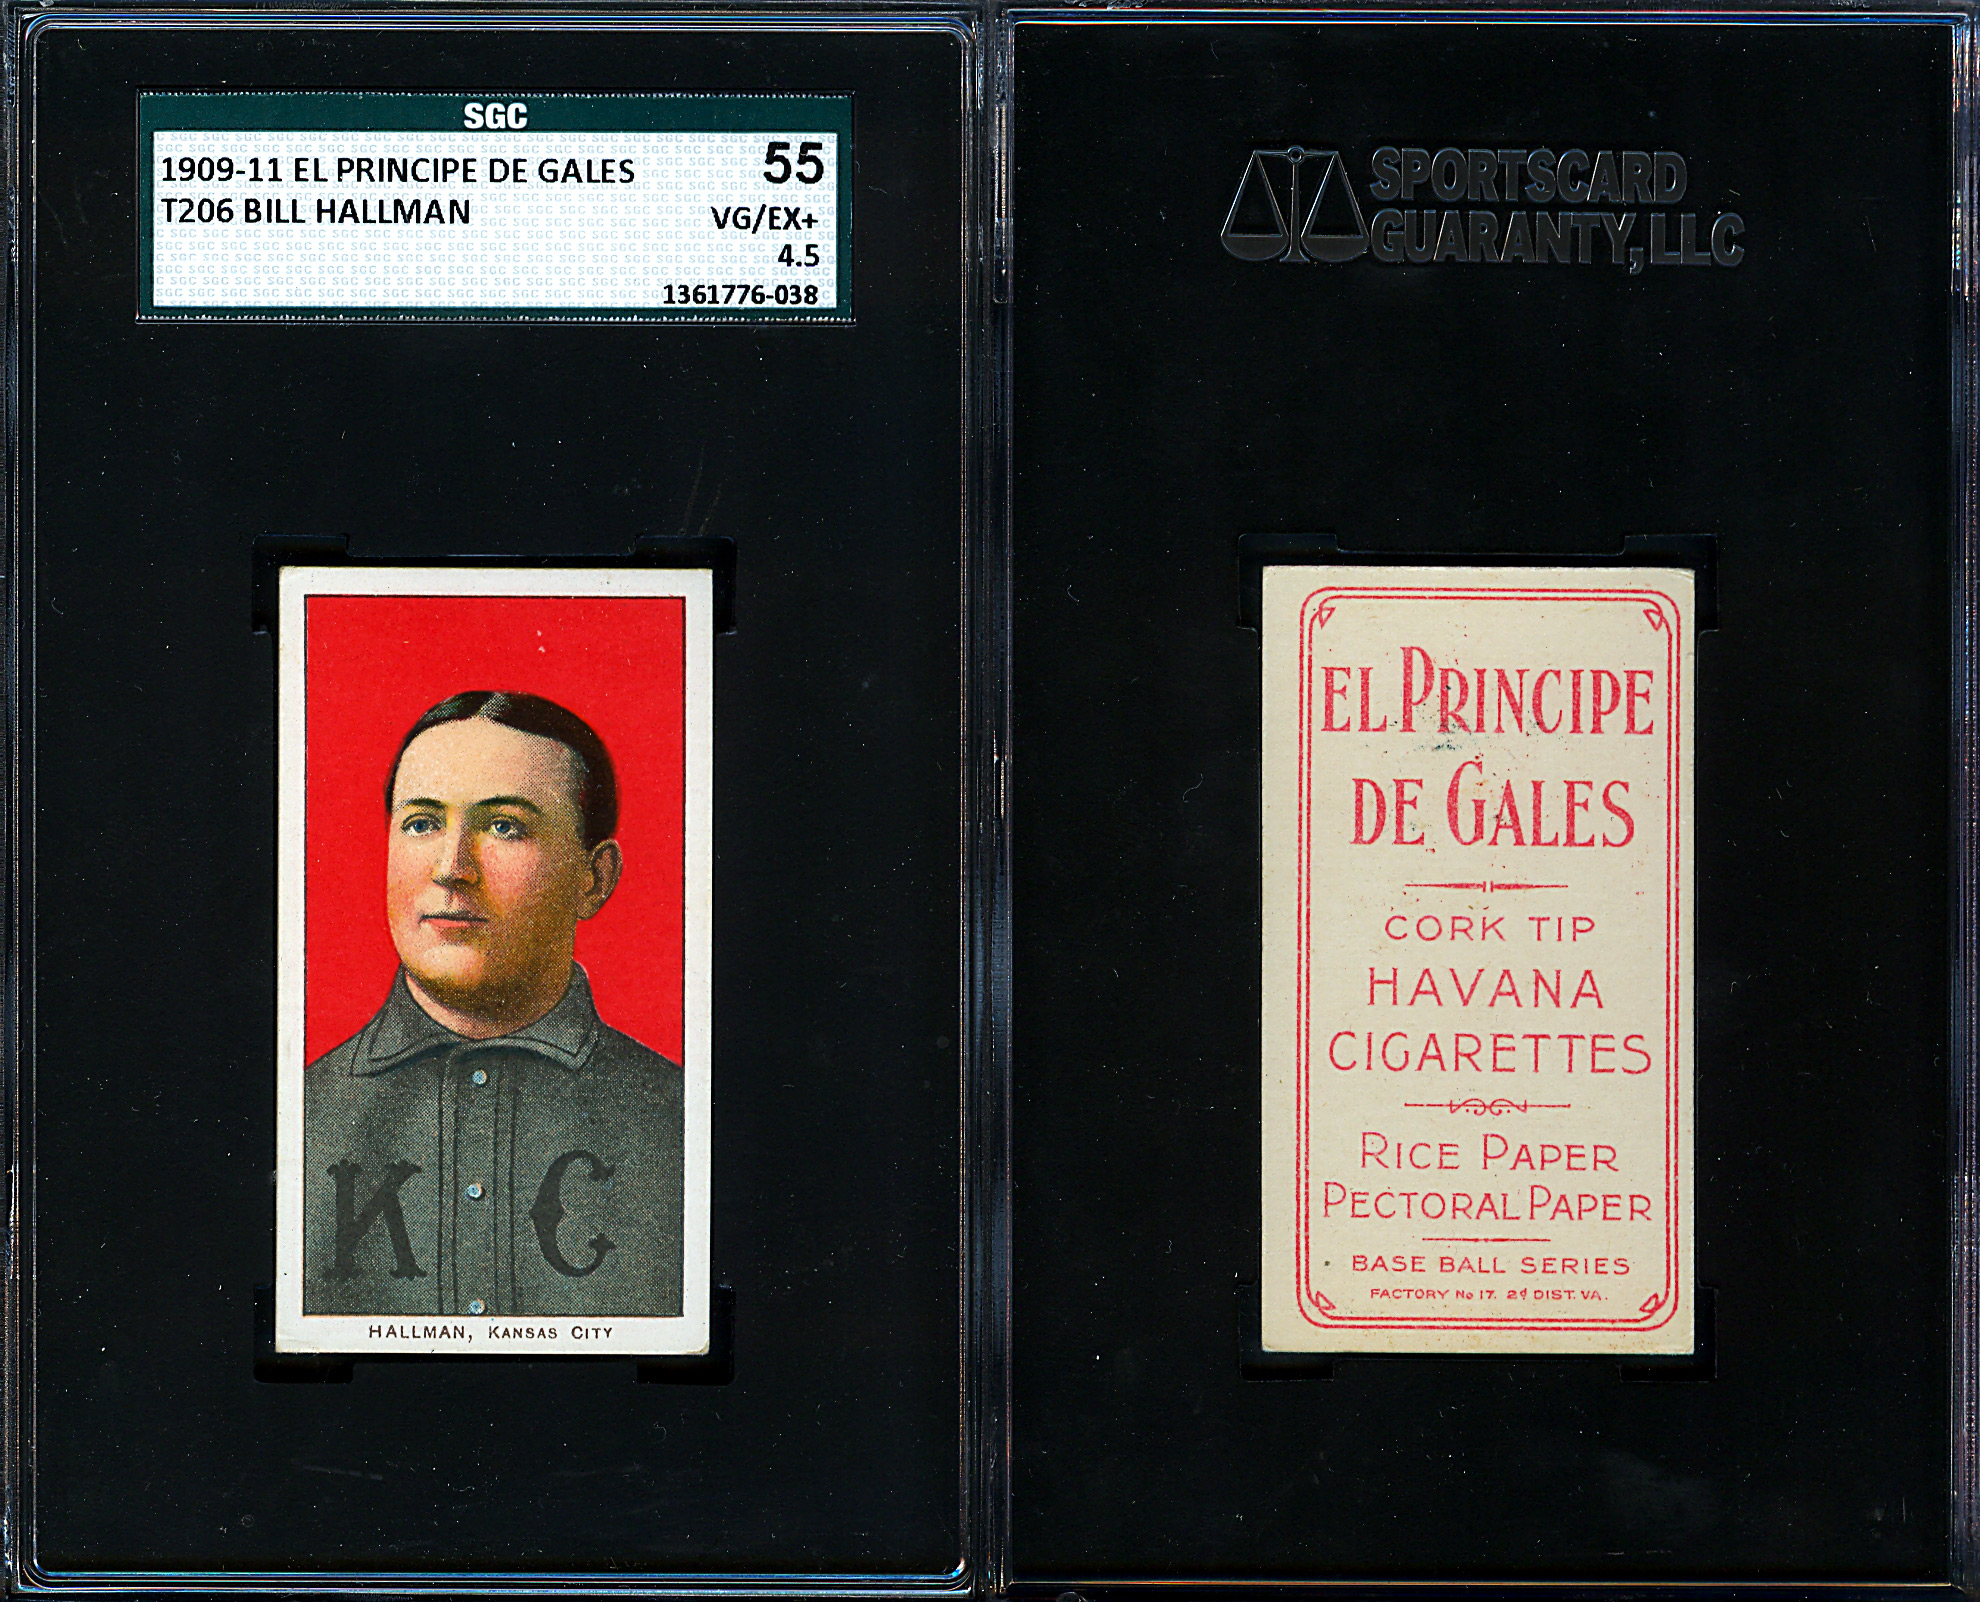 SGC
1909-11 EL PRINCIPE DE GALES 55
T206 BILL HALLMAN VG/EX+
4.5
1361776-038
K C
HALLMAN, KANSAS CITY
SPORTSCARD
GUARANTY, LLC
EL PRINCIPE
DE GALES
CORK TIP
HAVANA
CIGARETTES
RICE PAPER
PECTORAL PAPER
BASE BALL SERIES
FACTORY No 17. 2d DIST. VA.